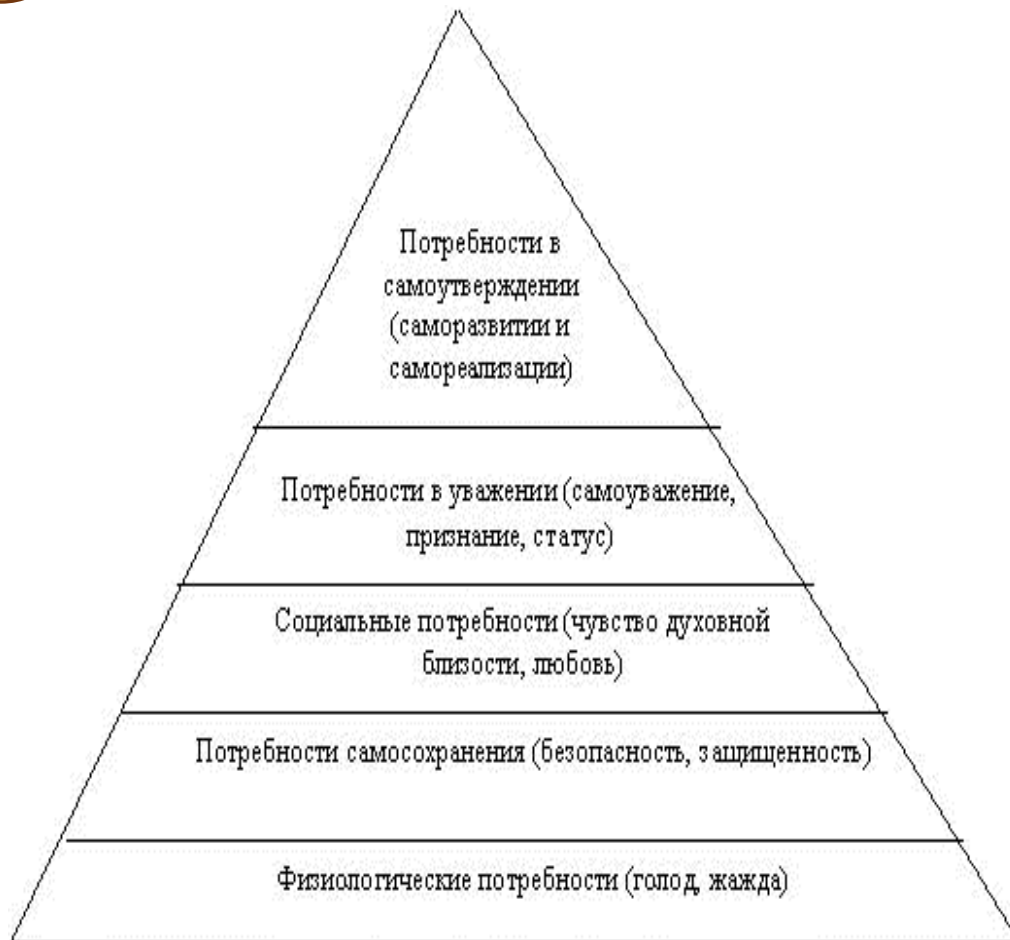 Потребности в
самоутверждении
(саморазвитии и
самореализации)
Потребности в уважении (самоуважение,
признание, статус)
Социальные потребности (чувство духовной
близости, любовь)
Потребности самосохранения (безопасность, защищенность)
Физиологические потребности (голод, жажда)